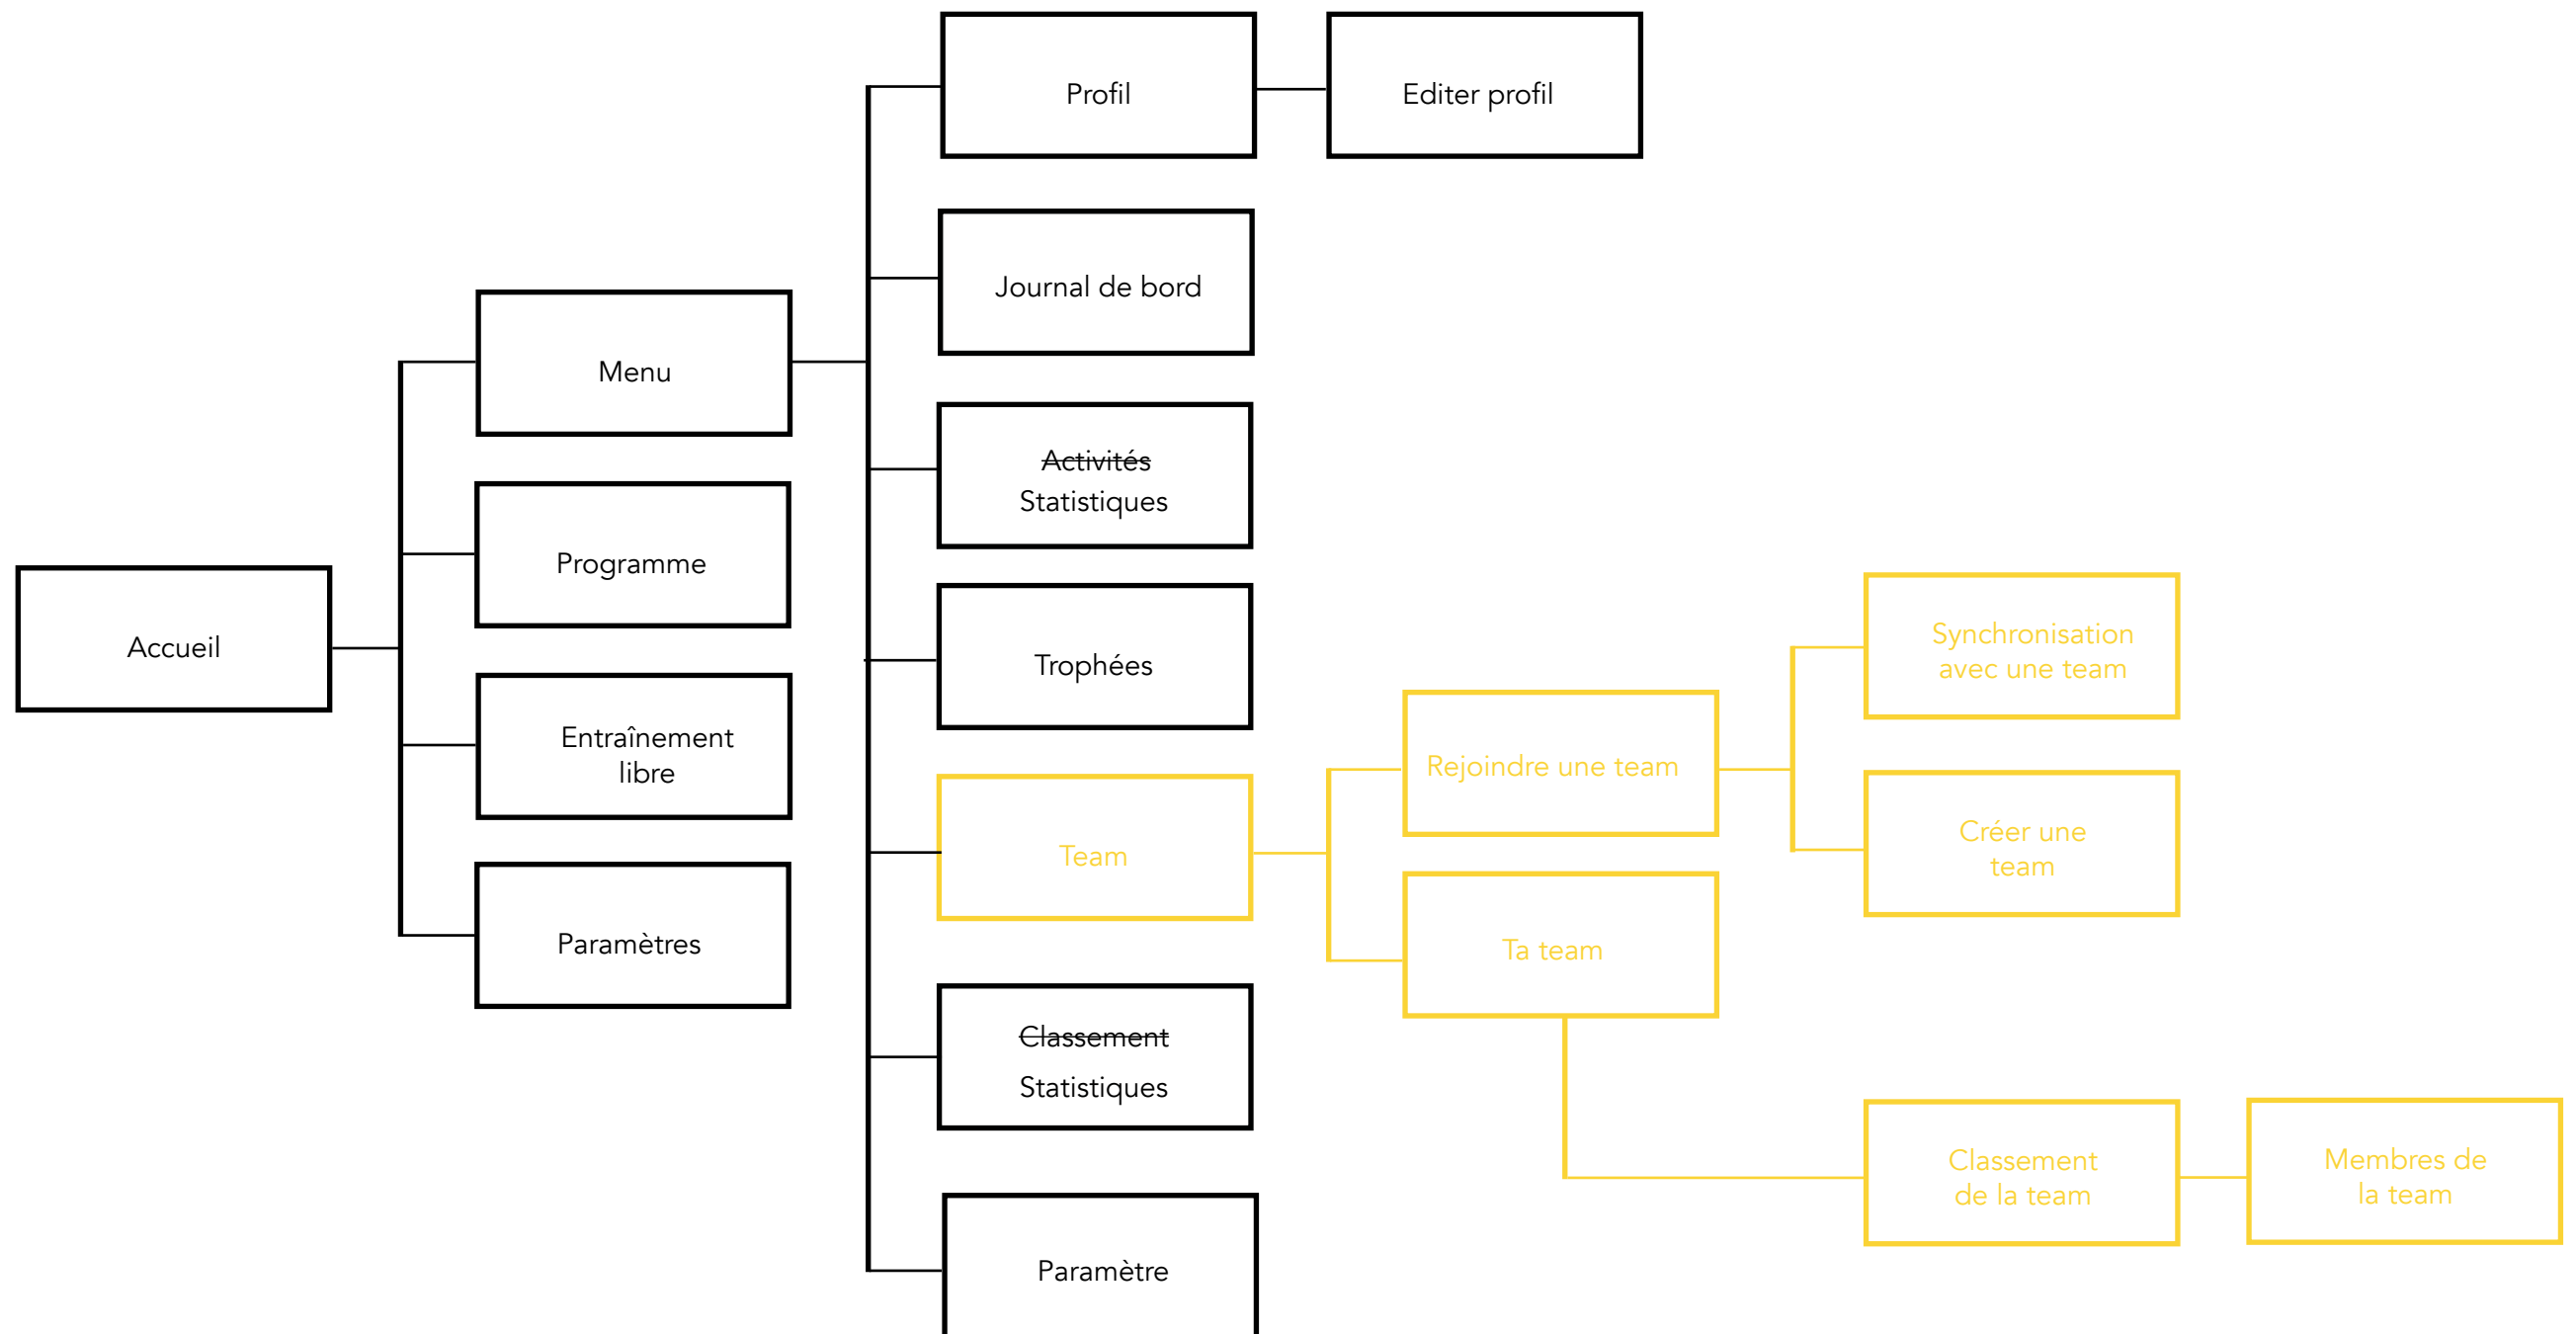 Accueil
Menu
Programme
Entraînement
libre
Paramètres
Profil
Editer profil
Journal de bord
Activités
Statistiques
Trophées
Team
Rejoindre une team
Synchronisation
avec une team
Créer une
team
Ta team
Classement
de la team
Membres de
la team
Classement
Statistiques
Paramètre